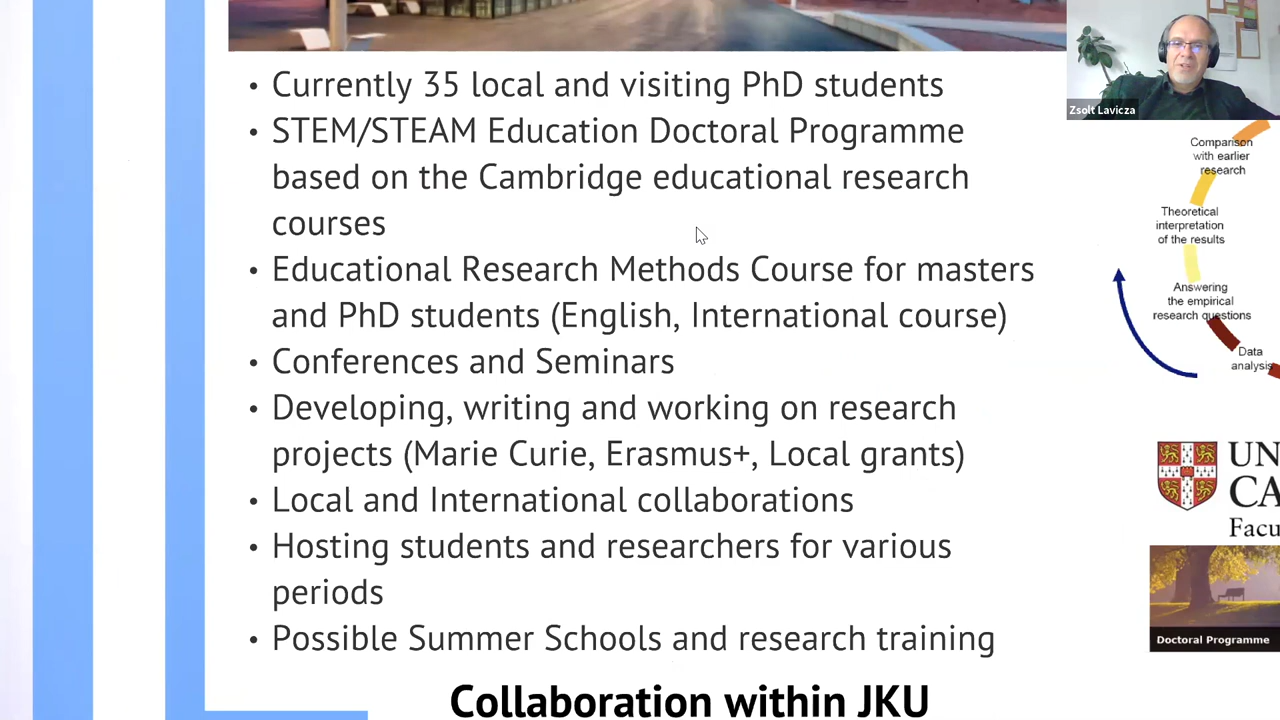 • Currently 35 local and visiting PhD students
• STEM/STEAM Education Doctoral Programme
based on the Cambridge educational research
courses
• Educational Research Methods Course for masters
and PhD students (English, International course)
• Conferences and Seminars
• Developing, writing and working on research
projects (Marie Curie, Erasmus+, Local grants)
• Local and International collaborations
• Hosting students and researchers for various
periods
• Possible Summer Schools and research training
Collaboration within JKU
Zsolt Lavicza
Comparison
with earlier
research
Theoretical
interpretation
of the results
Answering
the empirical
research questions
Data
analysis
UN
CA
Facu
Doctoral Programme